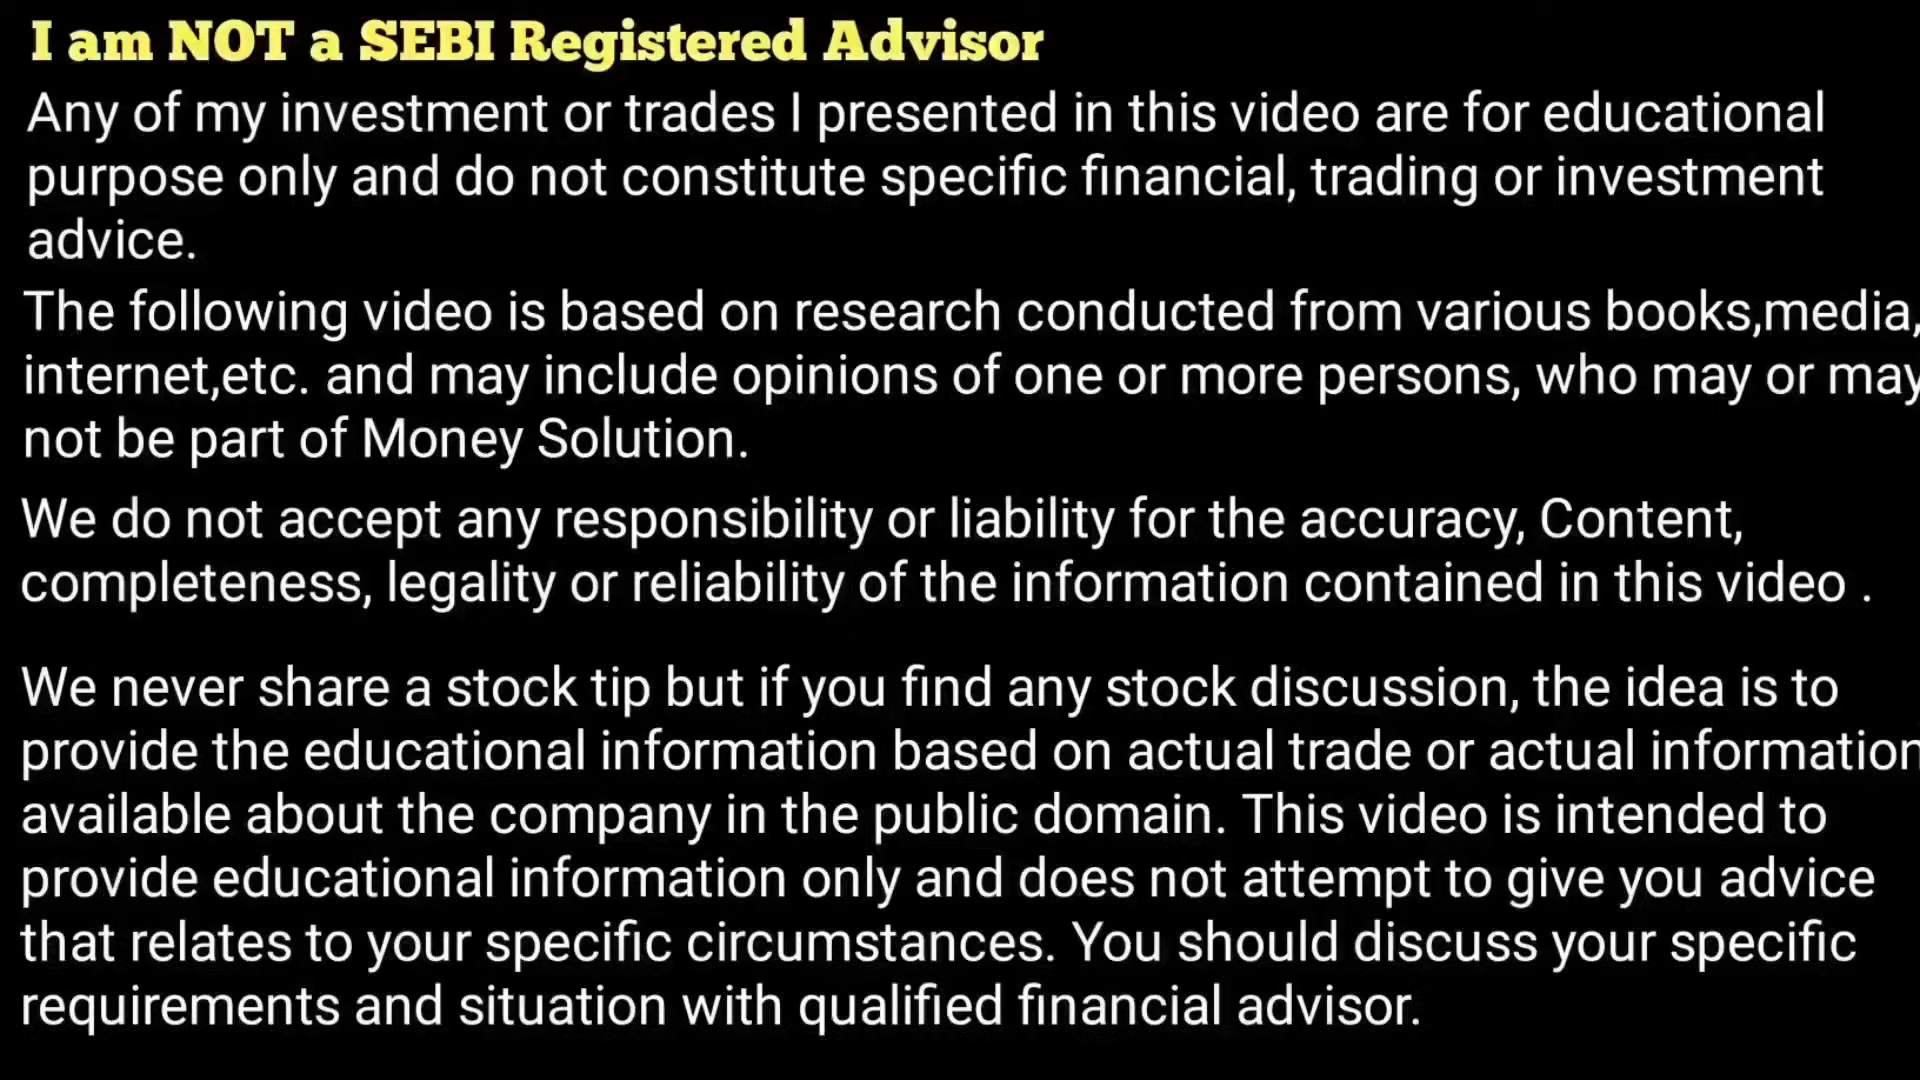 I am NOT a SEBI Registered Advisor
Any of my investment or trades I presented in this video are for educational
purpose only and do not constitute specific financial, trading or investment
advice.
The following video is based on research conducted from various books,media,
internet,etc. and may include opinions of one or more persons, who may or may
not be part of Money Solution.
We do not accept any responsibility or liability for the accuracy, Content,
completeness, legality or reliability of the information contained in this video .
We never share a stock tip but if you find any stock discussion, the idea is to
provide the educational information based on actual trade or actual information
available about the company in the public domain. This video is intended to
provide educational information only and does not attempt to give you advice
that relates to your specific circumstances. You should discuss your specific
requirements and situation with qualified financial advisor.